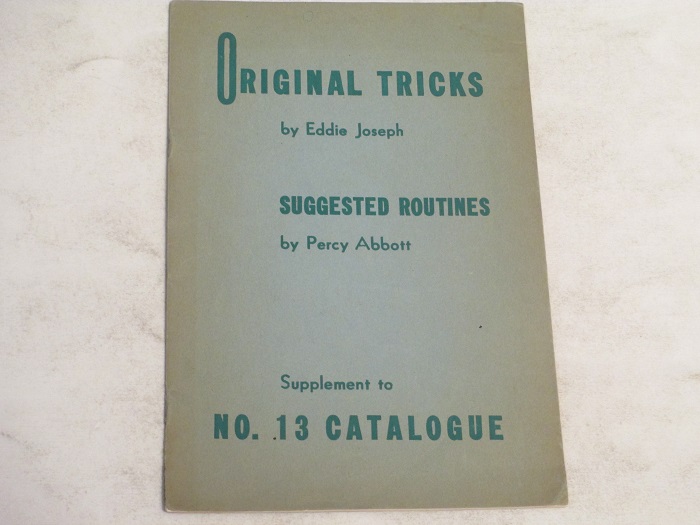 ORIGINAL TRICKS
by Eddie Joseph
SUGGESTED ROUTINES
by Percy Abbott
Supplement to
NO. 13 CATALOGUE